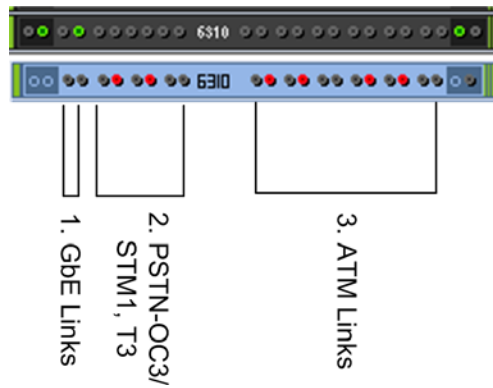 6310
6310
1. GbE Links
2. PSTN-OC3/
STM1, T3
3. ATM Links